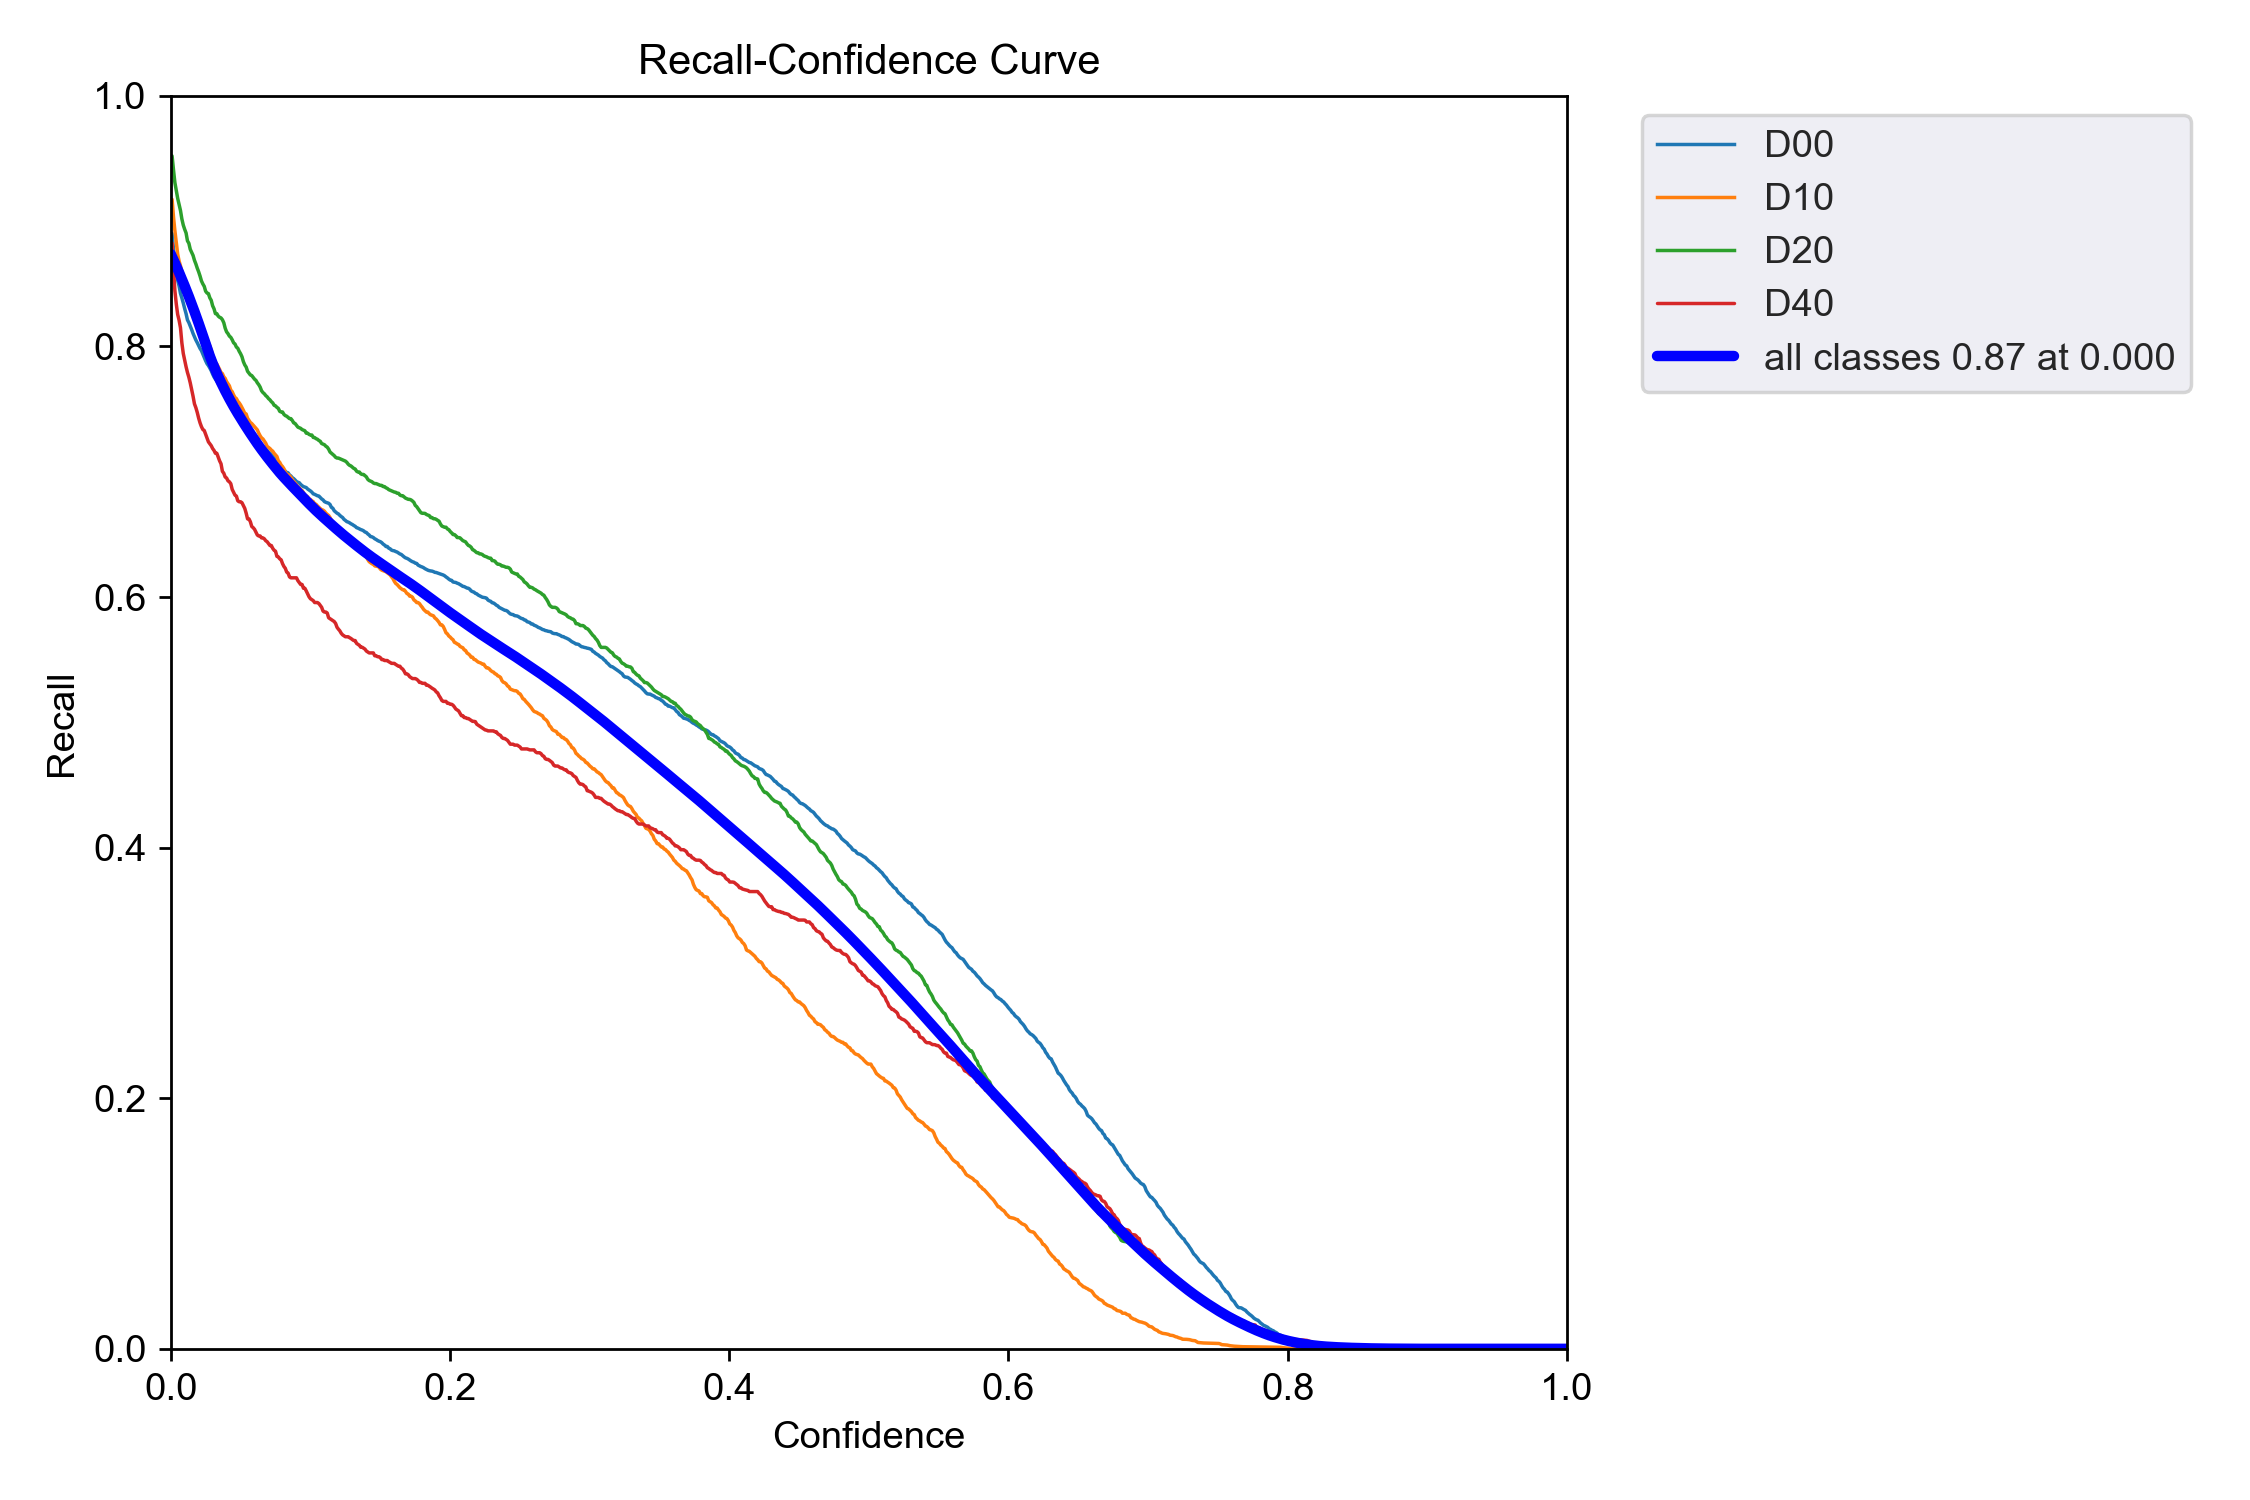 Recall-Confidence Curve
1.0
0.8
0.6
0.4
0.2
0.0
Recall
0.0 0.2 0.4 0.6 0.8 1.0
Confidence
D00
D10
D20
D40
all classes 0.87 at 0.000